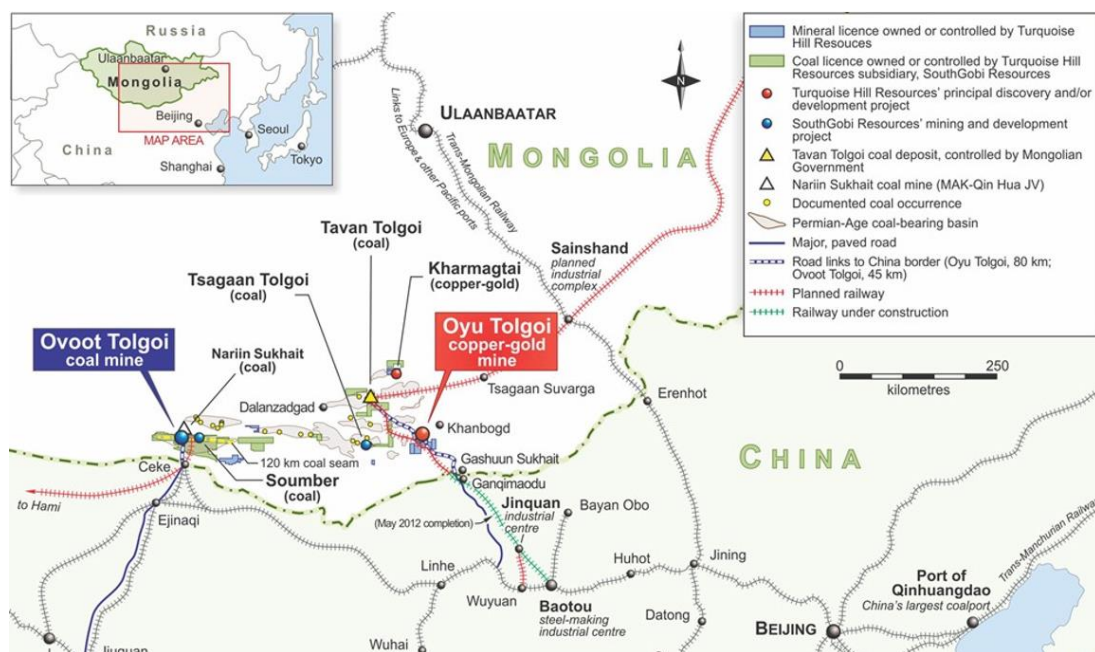 Russia
Ulaanbaatar
Mongolia
Beijing
MAP AREA
Seoul
China
Tokyo
Shanghai
Mineral licence owned or controlled by Turquoise
Hill Resouces
Coal licence owned or controlled by Turquoise Hill
Resources subsidiary, SouthGobi Resources
Turquoise Hill Resources' principal discovery and/or
development project
SouthGobi Resources' mining and development
project
Tavan Tolgoi coal deposit, controlled by Mongolian
Government
Nariin Sukhait coal mine (MAK-Qin Hua JV)
Documented coal occurrence
Permian-Age coal-bearing basin
Major, paved road
Road links to China border (Oyu Tolgoi, 80 km;
Ovoot Tolgoi, 45 km)
Planned railway
Railway under construction
N
0
250
kilometres
ULAANBAATAR
MONGOLIA
Links to Europe & other Pacific ports
Trans-Mongolian Railway
Sainshand
planned
industrial
complex
Tavan Tolgoi
(coal)
Kharmagtai
(copper-gold)
Tsagaan Tolgoi
(coal)
Ovoot Tolgoi
coal mine
Nariin Sukhait
(coal)
Oyu Tolgoi
copper-gold
mine
Tsagaan Suvarga
Dalanzadgad
Khanbogd
Erenhot
120 km coal seam
Ceke
Soumber
(coal)
Gashuun Sukhait
Ganqimaodu
CHINA
to Hami
Ejinaqi
(May 2012 completion)
Jinquan
industrial
centre
Bayan Obo
Linhe
Huhot
Jining
Wuyuan
Baotou
steel-making
industrial centre
Datong
Port of
Qinhuangdao
China's largest coalport
Trans-Manchurian Railway
BEIJING
Wuhai
Jiuquan